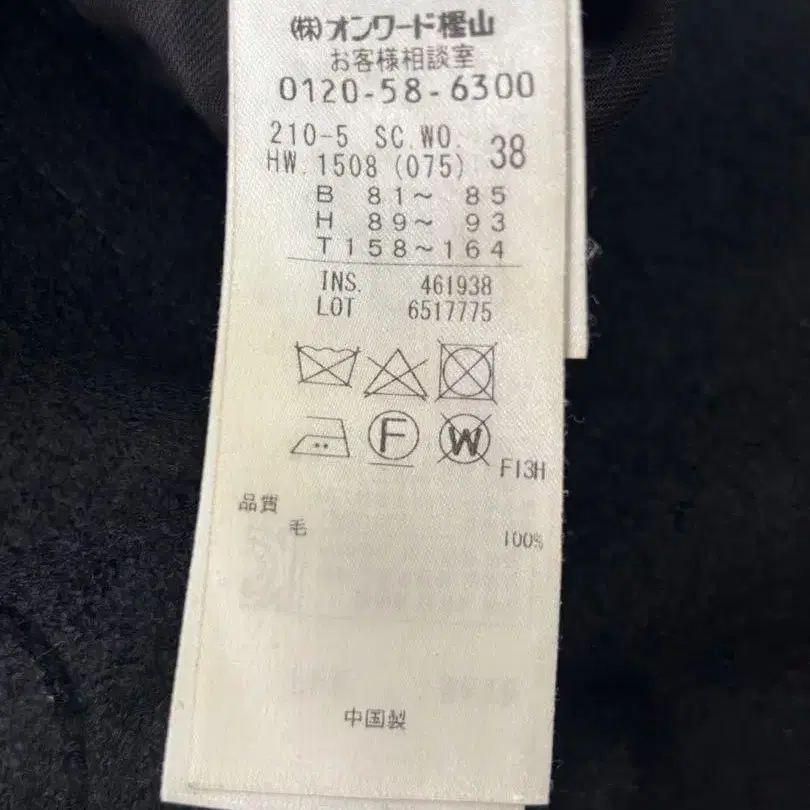 (株)オンワード樫山
お客様相談室
0120-58-6300
210-5 SC.WO. 38
HW.1508(075)
B 81～ 85
H 89～ 93
T158～164
INS. 461938
LOT 6517775
F
W
F13H
品質
毛 100%
中国製